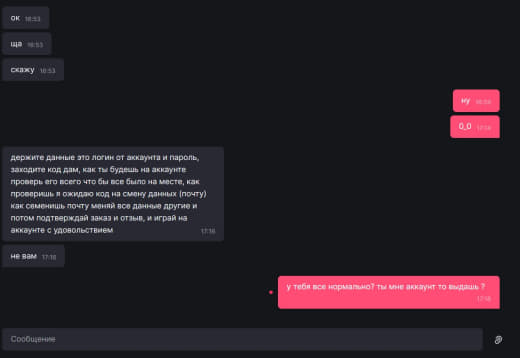 ок 16:53
ща 16:53
скажу 16:53
ну 16:59
0_0 17:14
держите данные это логин от аккаунта и пароль,
заходите код дам, как ты будешь на аккаунте
проверь его всего что бы все было на месте, как
проверишь я ожидаю код на смену данных (почту)
как семенишь почту меняй все данные другие и
потом подтверждай заказ и отзыв, и играй на
аккаунте с удовольствием 17:16
не вам 17:16
у тебя все нормально? ты мне аккаунт то выдашь ?
17:18
Сообщение